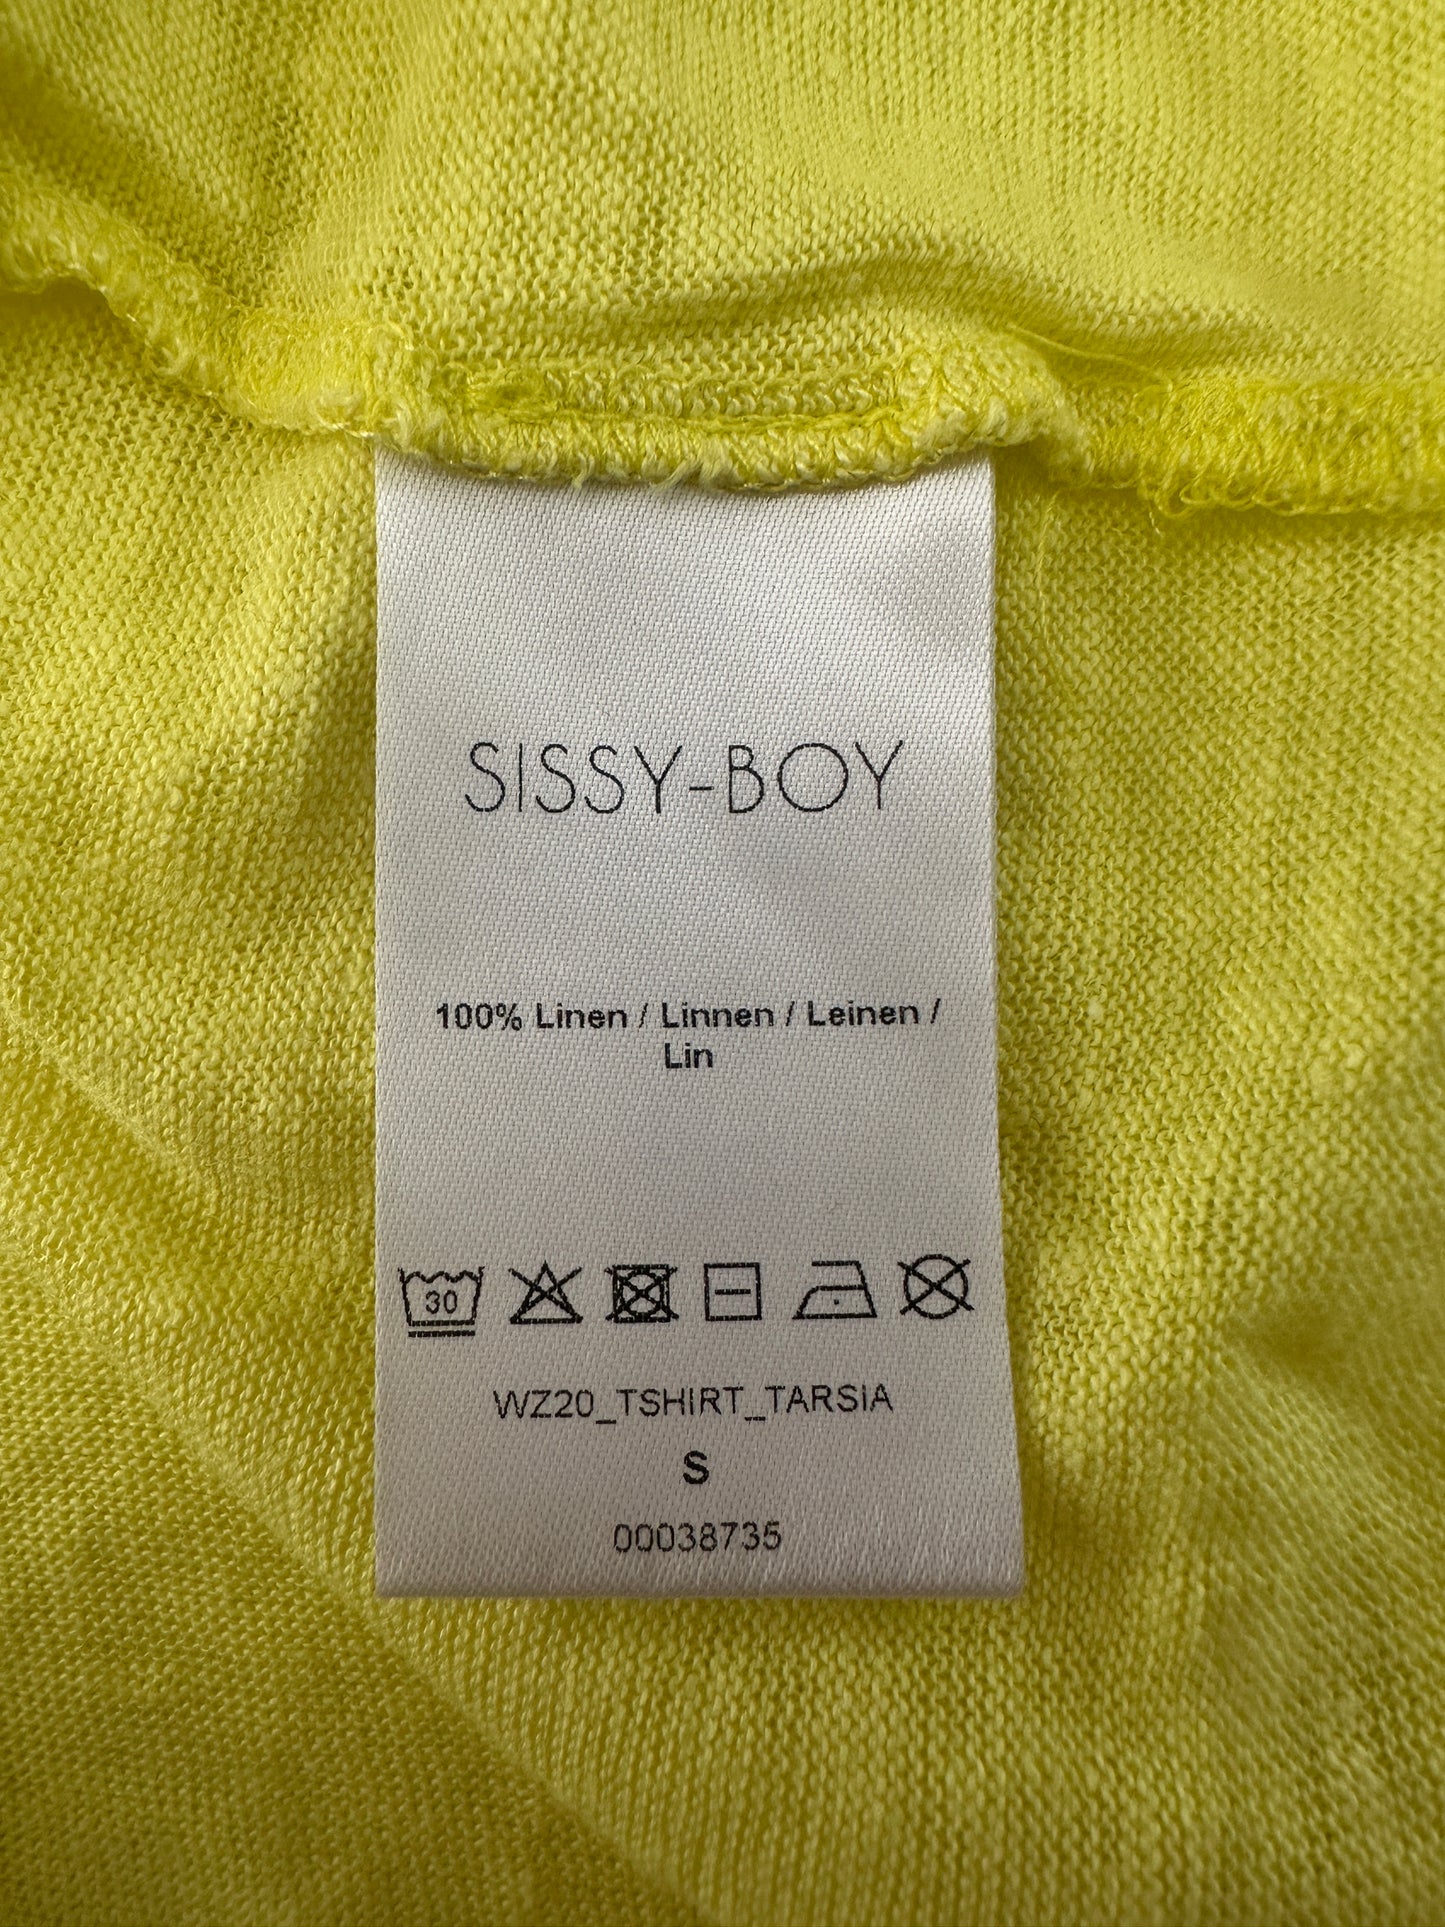 SISSY-BOY
100% Linen / Linnen / Leinen /
Lin
30
WZ20_TSHIRT_TARSIA
S
00038735